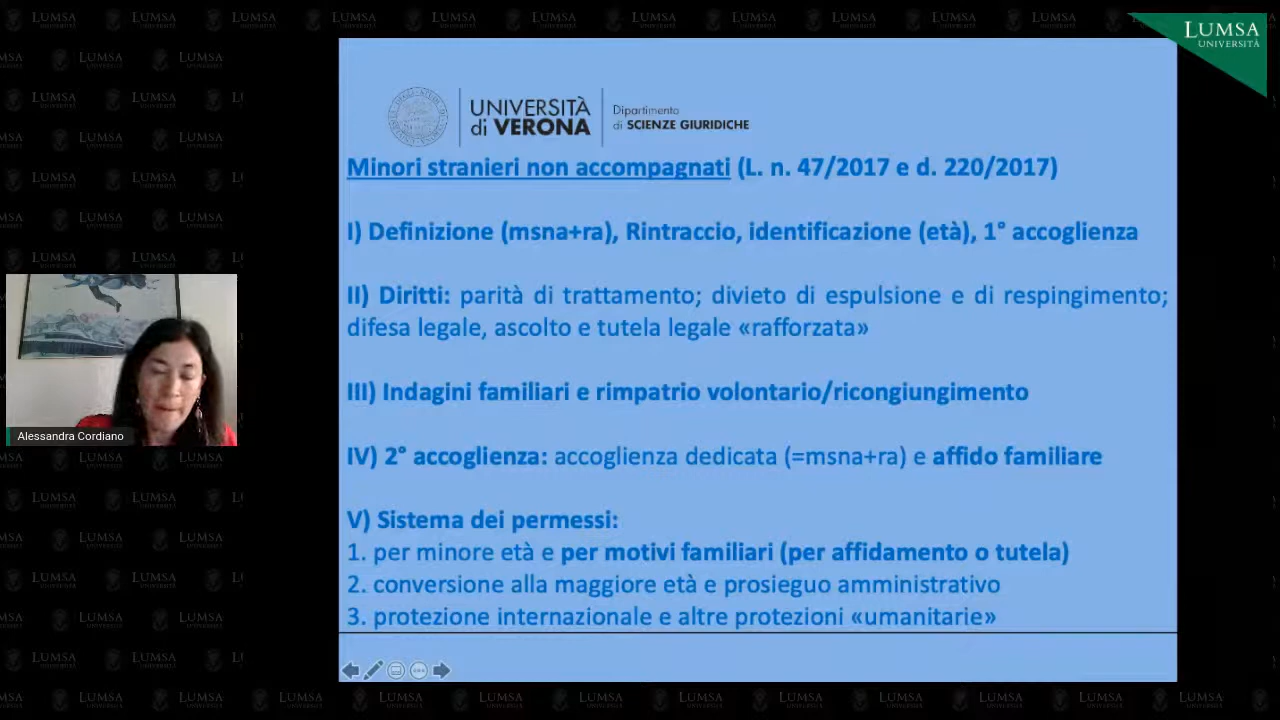 LUMSA
UNIVERSITÀ
UNIVERSITÀ
di VERONA
Dipartimento
di SCIENZE GIURIDICHE
Minori stranieri non accompagnati (L. n. 47/2017 e d. 220/2017)
I) Definizione (msna+ra), Rintraccio, identificazione (età), 1° accoglienza
II) Diritti: parità di trattamento; divieto di espulsione e di respingimento;
difesa legale, ascolto e tutela legale «rafforzata»
III) Indagini familiari e rimpatrio volontario/ricongiungimento
IV) 2° accoglienza: accoglienza dedicata (=msna+ra) e affido familiare
V) Sistema dei permessi:
1. per minore età e per motivi familiari (per affidamento o tutela)
2. conversione alla maggiore età e prosieguo amministrativo
3. protezione internazionale e altre protezioni «umanitarie»
Alessandra Cordiano